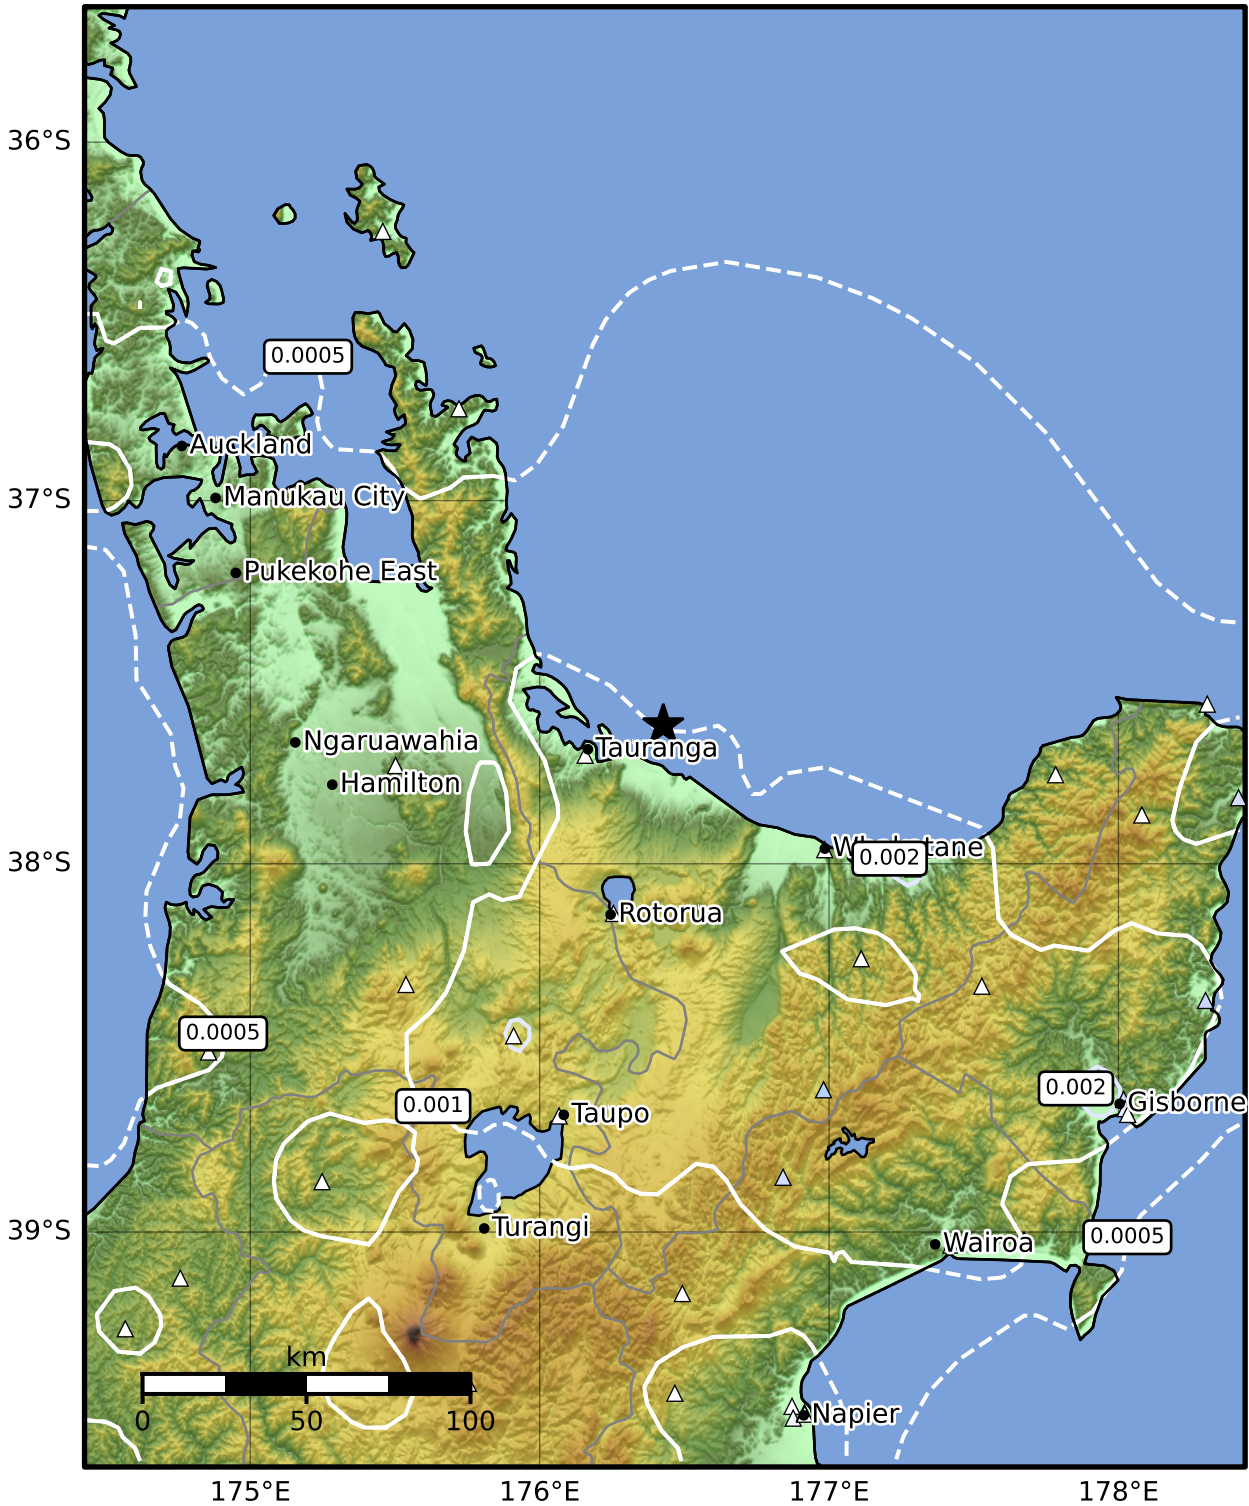 36°S
0.0005
Auckland
37°S
Manukau City
Pukekohe East
Ngaruawahia
Tauranga
Hamilton
0.002
38°S
Rotorua
0.0005
0.002
0.001
Gisborne
Taupo
39°S
Turangi
Wairoa
0.0005
km
0 50 100
Napier
175°E 176°E 177°E 178°E